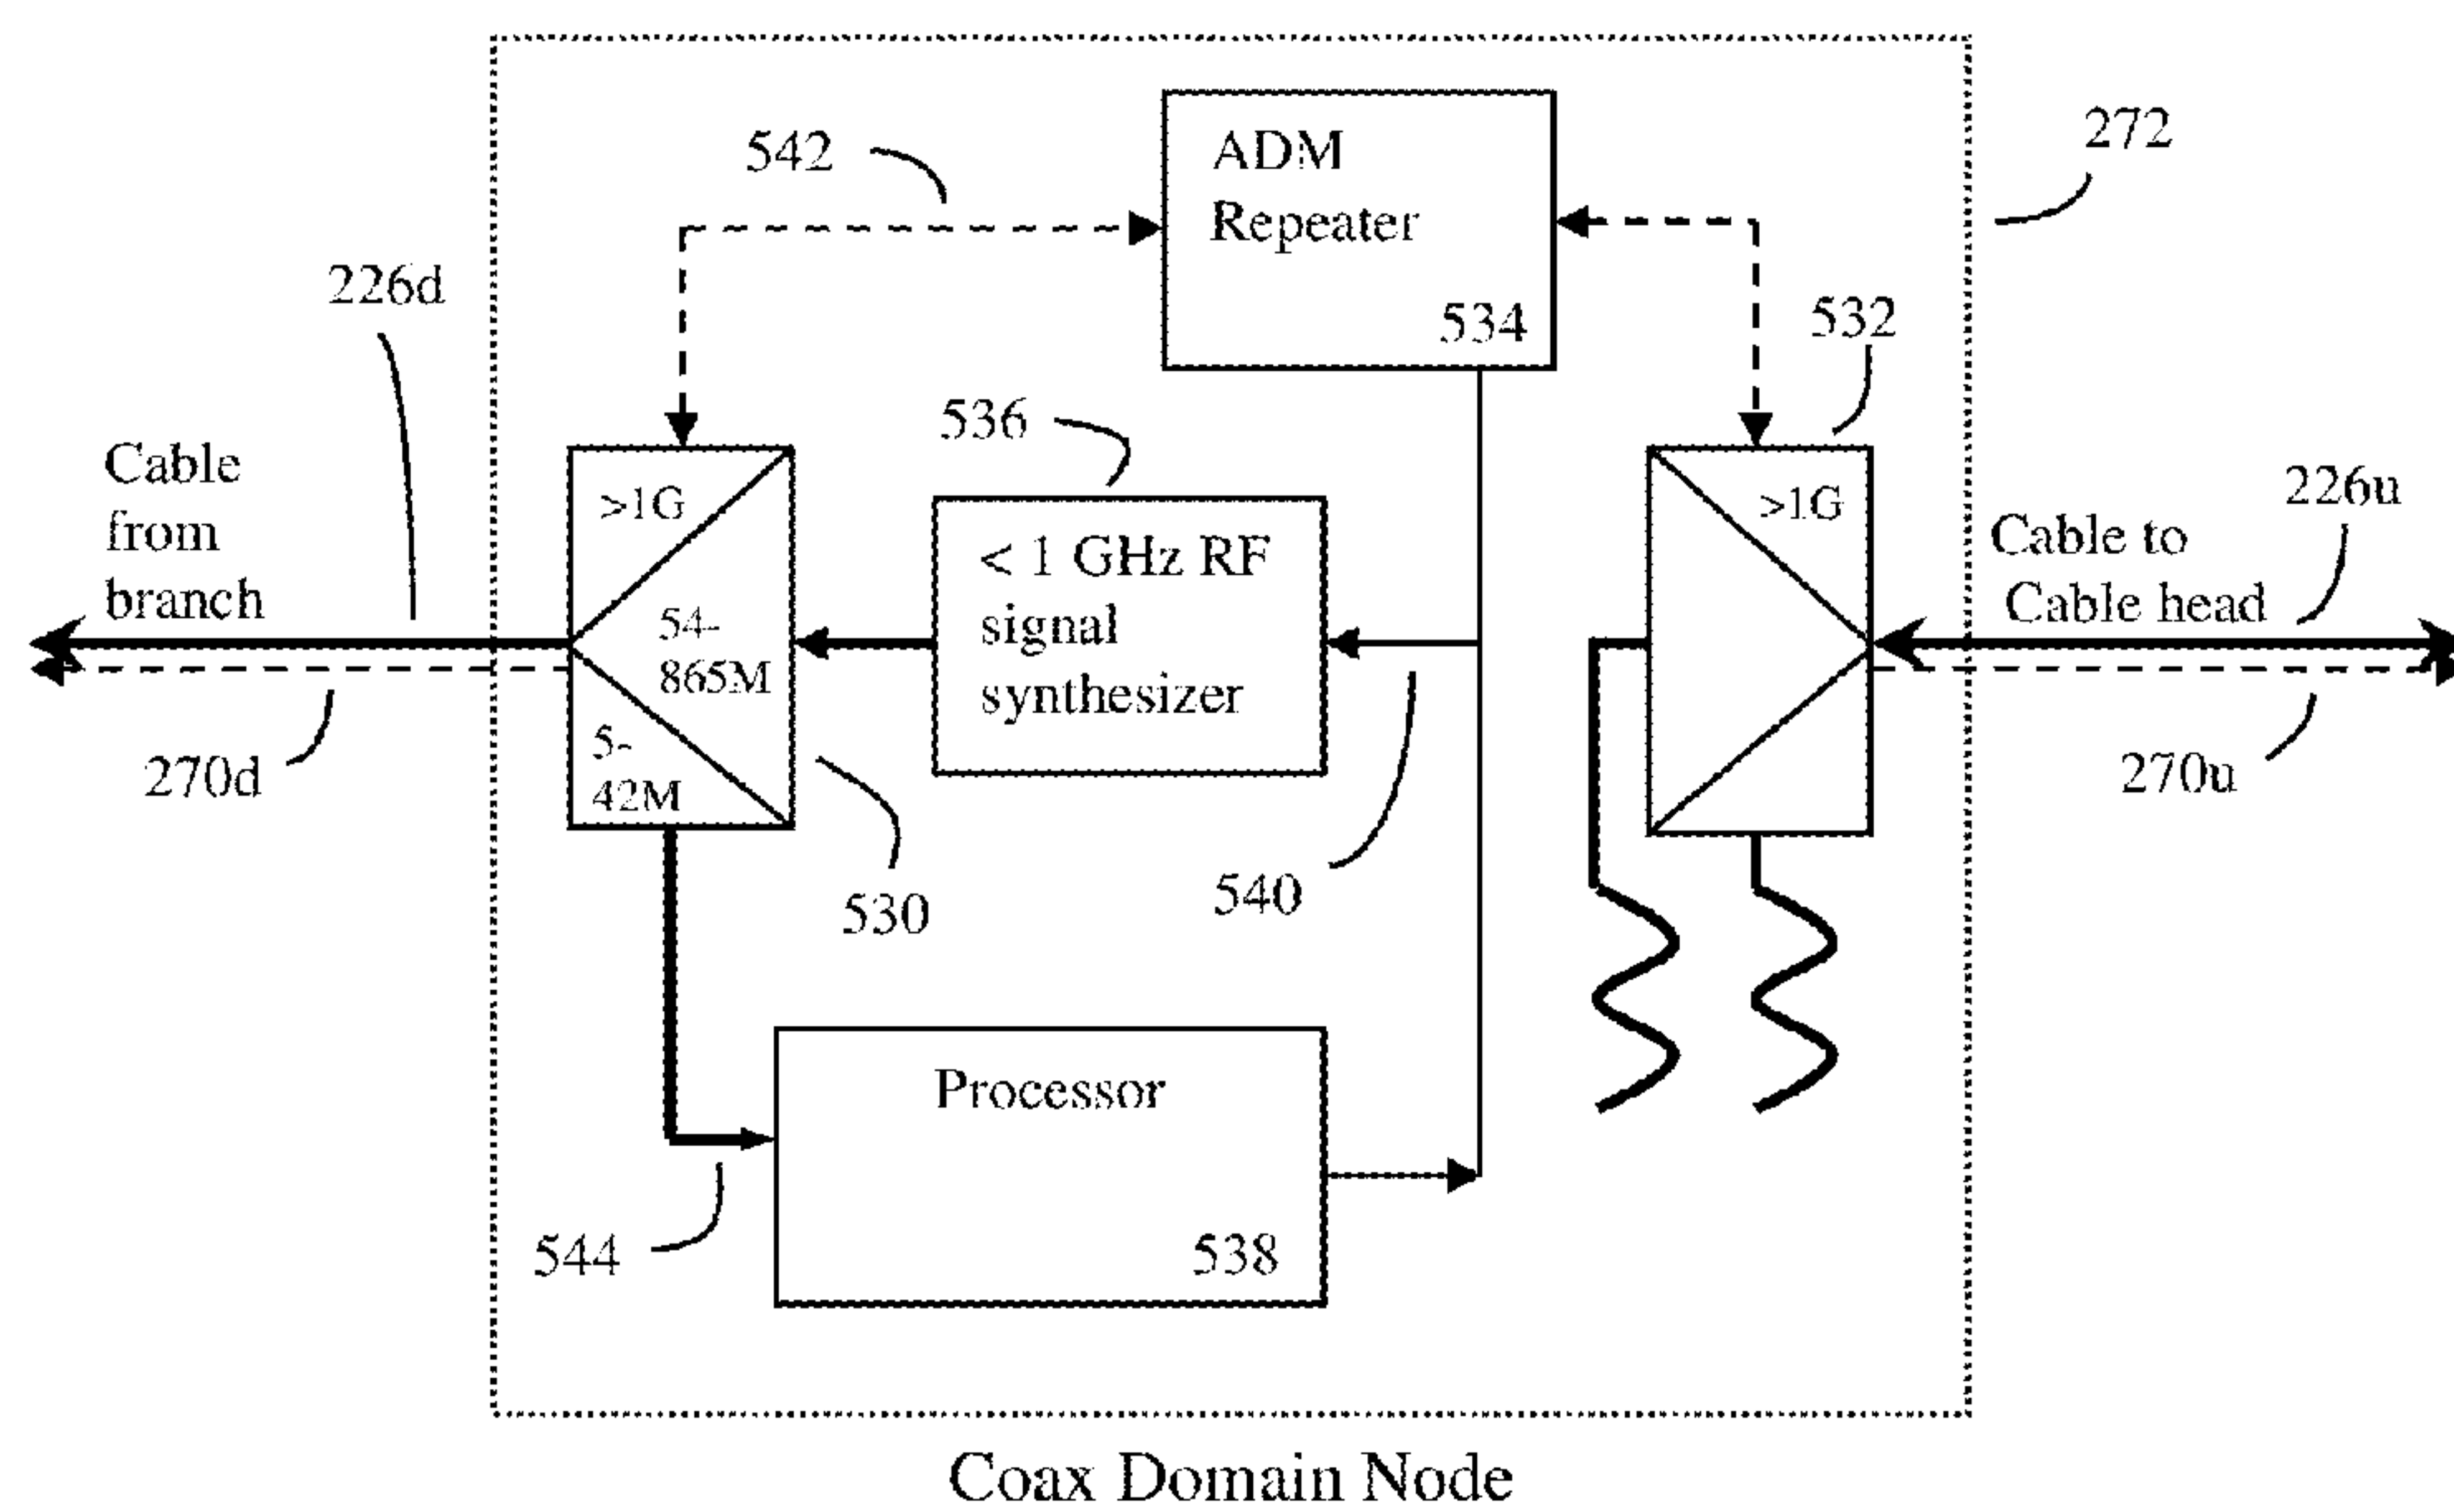 542
ADM
Repeater
534
272
226d
532
536
Cable
from
branch
>1G
54-
865M
5-
42M
< 1 GHz RF
signal
synthesizer
>1G
226u
Cable to
Cable head
270d
270u
530
540
Processor
538
544
Coax Domain Node